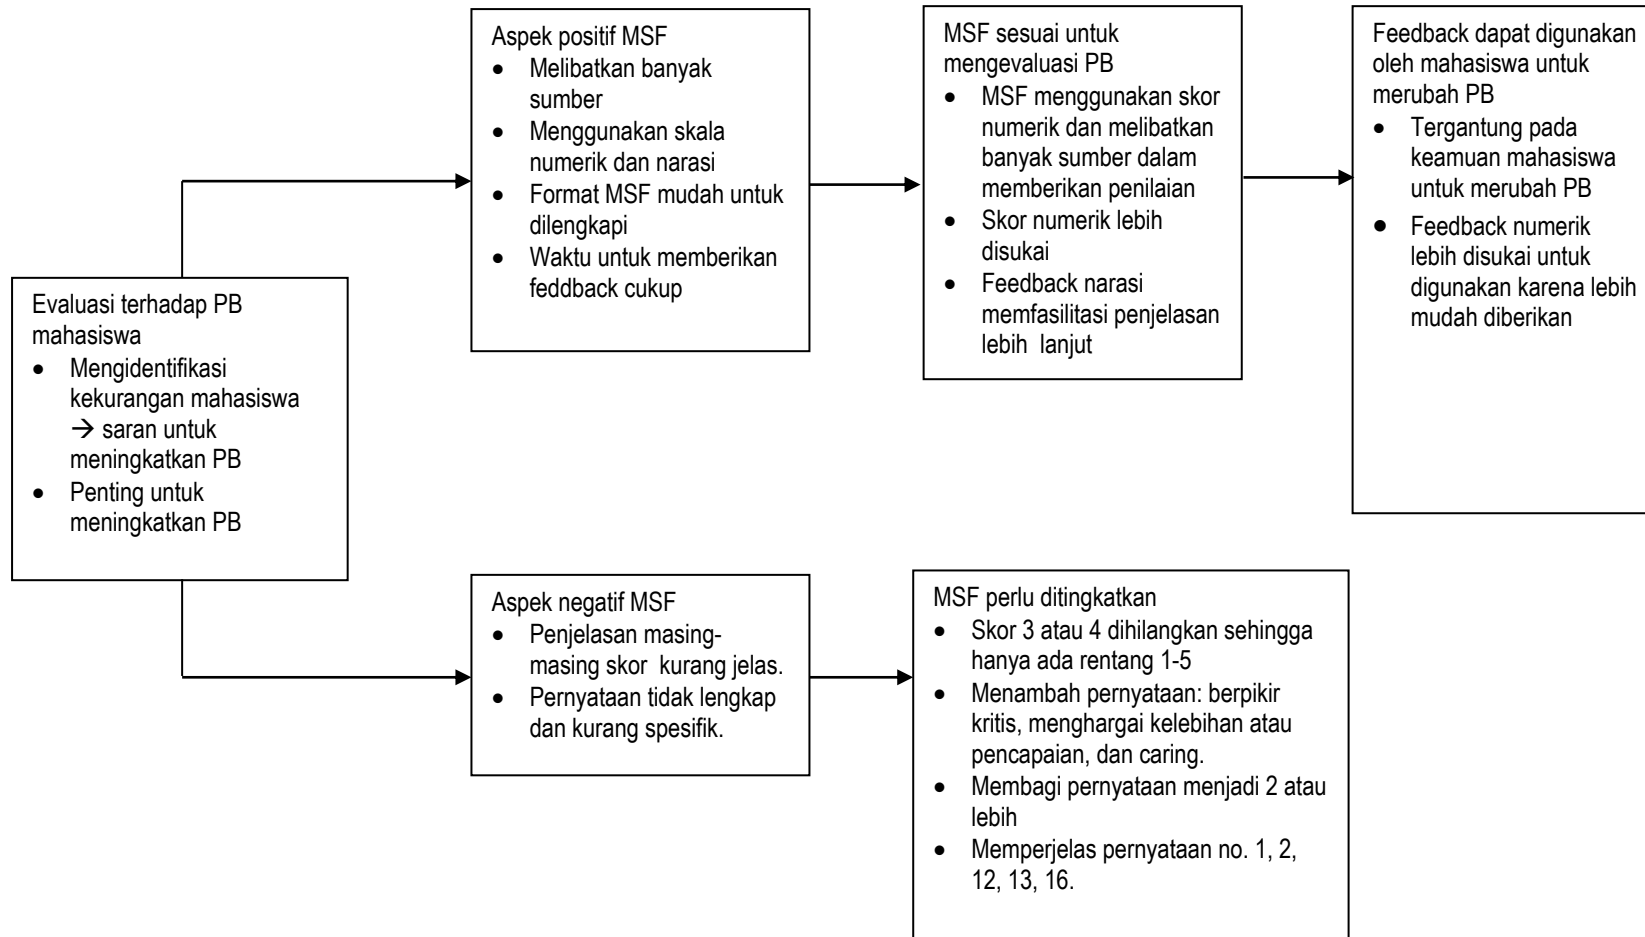 Evaluasi terhadap PB
mahasiswa
• Mengidentifikasi
kekurangan mahasiswa
→ saran untuk
meningkatkan PB
• Penting untuk
meningkatkan PB
Aspek positif MSF
• Melibatkan banyak
sumber
• Menggunakan skala
numerik dan narasi
• Format MSF mudah untuk
dilengkapi
• Waktu untuk memberikan
feddback cukup
MSF sesuai untuk
mengevaluasi PB
• MSF menggunakan skor
numerik dan melibatkan
banyak sumber dalam
memberikan penilaian
• Skor numerik lebih
disukai
• Feedback narasi
memfasilitasi penjelasan
lebih lanjut
Feedback dapat digunakan
oleh mahasiswa untuk
merubah PB
• Tergantung pada
keamuan mahasiswa
untuk merubah PB
• Feedback numerik
lebih disukai untuk
digunakan karena lebih
mudah diberikan
Aspek negatif MSF
• Penjelasan masing-
masing skor kurang jelas.
• Pernyataan tidak lengkap
dan kurang spesifik.
MSF perlu ditingkatkan
• Skor 3 atau 4 dihilangkan sehingga
hanya ada rentang 1-5
• Menambah pernyataan: berpikir
kritis, menghargai kelebihan atau
pencapaian, dan caring.
• Membagi pernyataan menjadi 2 atau
lebih
• Memperjelas pernyataan no. 1, 2,
12, 13, 16.